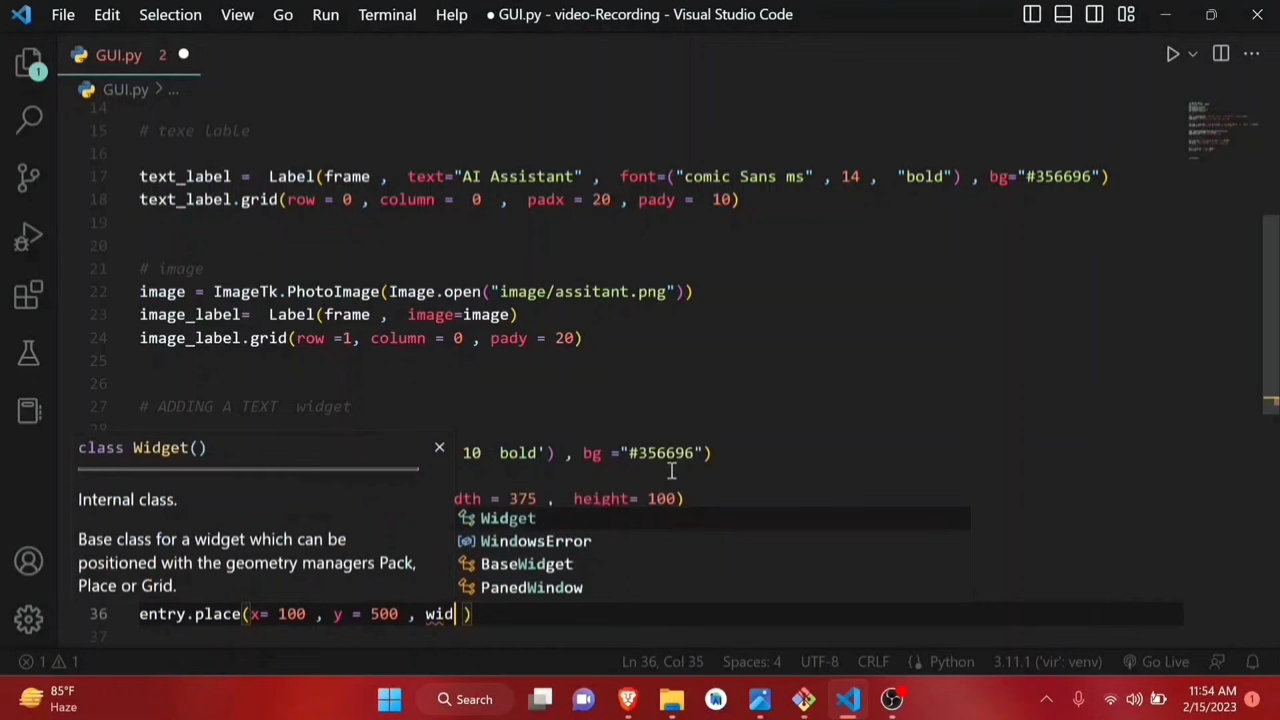 File Edit Selection View Go Run Terminal Help ● GUI.py - video-Recording - Visual Studio Code
GUI.py 2
GUI.py > ...
1
14
15 # texe lable
16
17 text_label = Label(frame , text="AI Assistant" , font=("comic Sans ms" , 14 , "bold") , bg="#356696")
18 text_label.grid(row = 0 , column = 0 , padx = 20 , pady = 10)
19
20
21 # image
22 image = ImageTk.PhotoImage(Image.open("image/assitant.png"))
23 image_label= Label(frame , image=image)
24 image_label.grid(row =1, column = 0 , pady = 20)
25
26
27 # ADDING A TEXT widget
28
class Widget()
10 bold') , bg ="#356696")
Internal class.
dth = 375 , height= 100)
Base class for a widget which can be
positioned with the geometry managers Pack,
Place or Grid.
Widget
WindowsError
BaseWidget
PanedWindow
36 entry.place(x= 100 , y = 500 , wid )
37
1 1 Ln 36, Col 35 Spaces: 4 UTF-8 CRLF Python 3.11.1 ('vir': venv) Go Live
85°F
Haze
Search
11:54 AM
2/15/2023
1